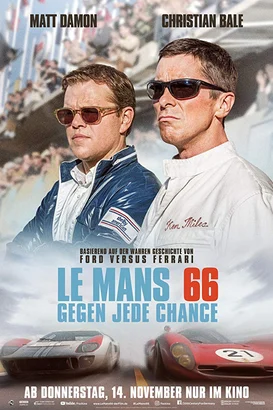 MATT DAMON CHRISTIAN BALE
Ken Miles
BASIEREND AUF DER WAHREN GESCHICHTE VON
FORD VERSUS FERRARI
LE MANS 66
GEGEN JEDE CHANCE
21
AB DONNERSTAG, 14. NOVEMBER NUR IM KINO